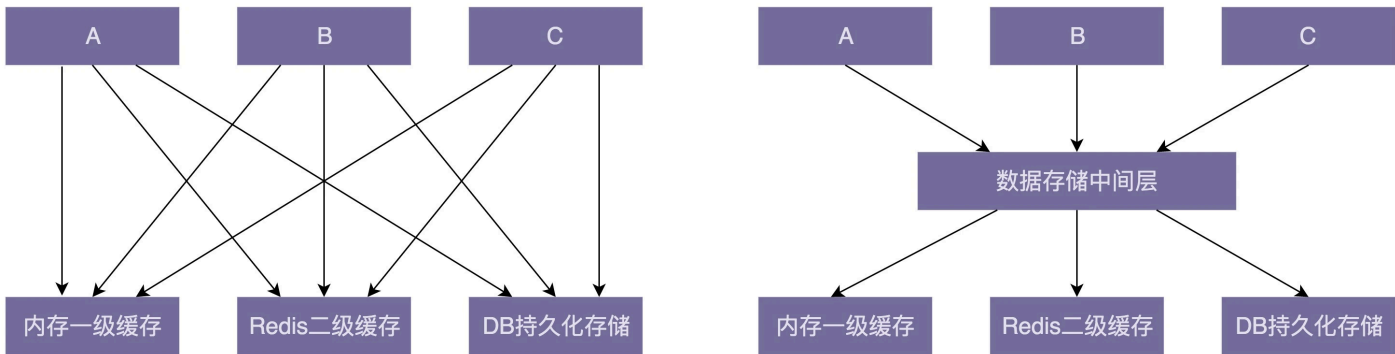 A
B
C
内存一级缓存
Redis二级缓存
DB持久化存储
A
B
C
数据存储中间层
内存一级缓存
Redis二级缓存
DB持久化存储